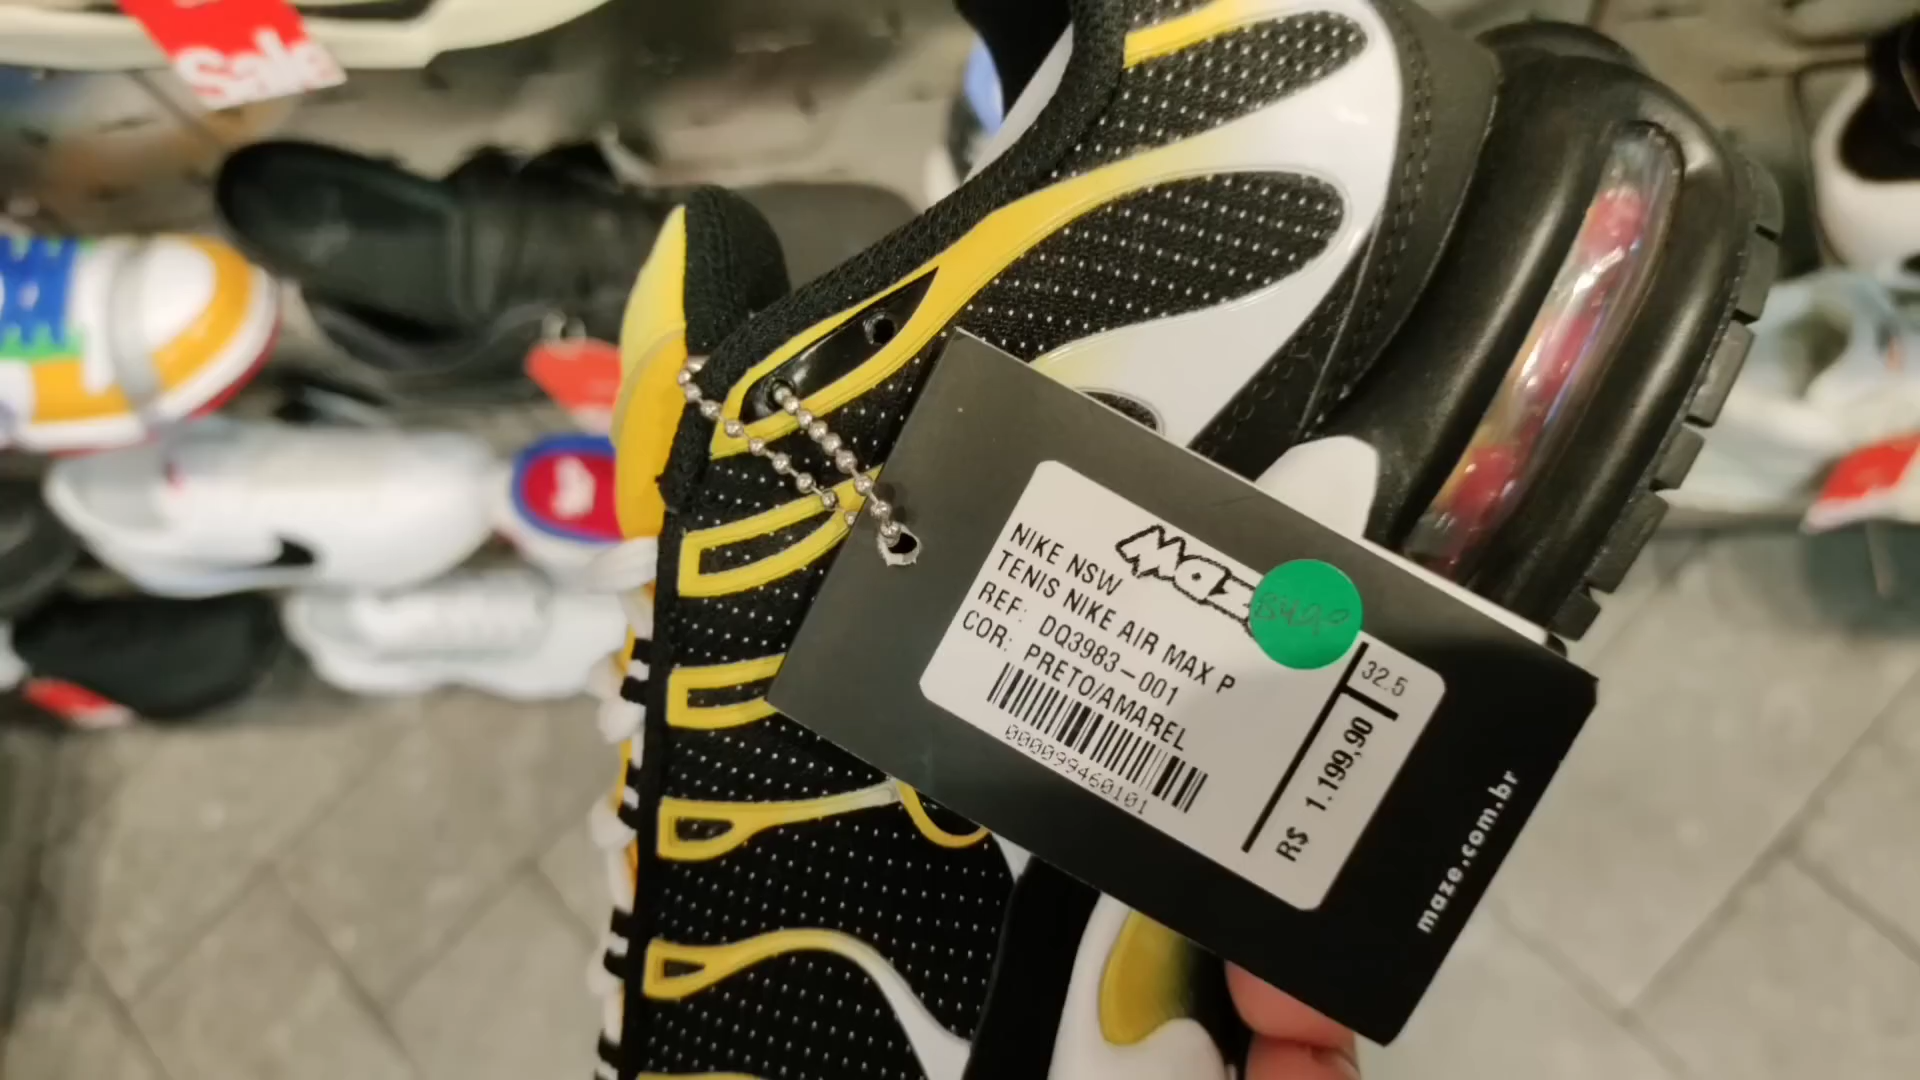 Sale
MAZE
NIKE NSW
TENIS NIKE AIR MAX P
REF: DQ3983-001
COR: PRETO/AMAREL
000099460101
32.5
R$ 1.199,90
maze.com.br